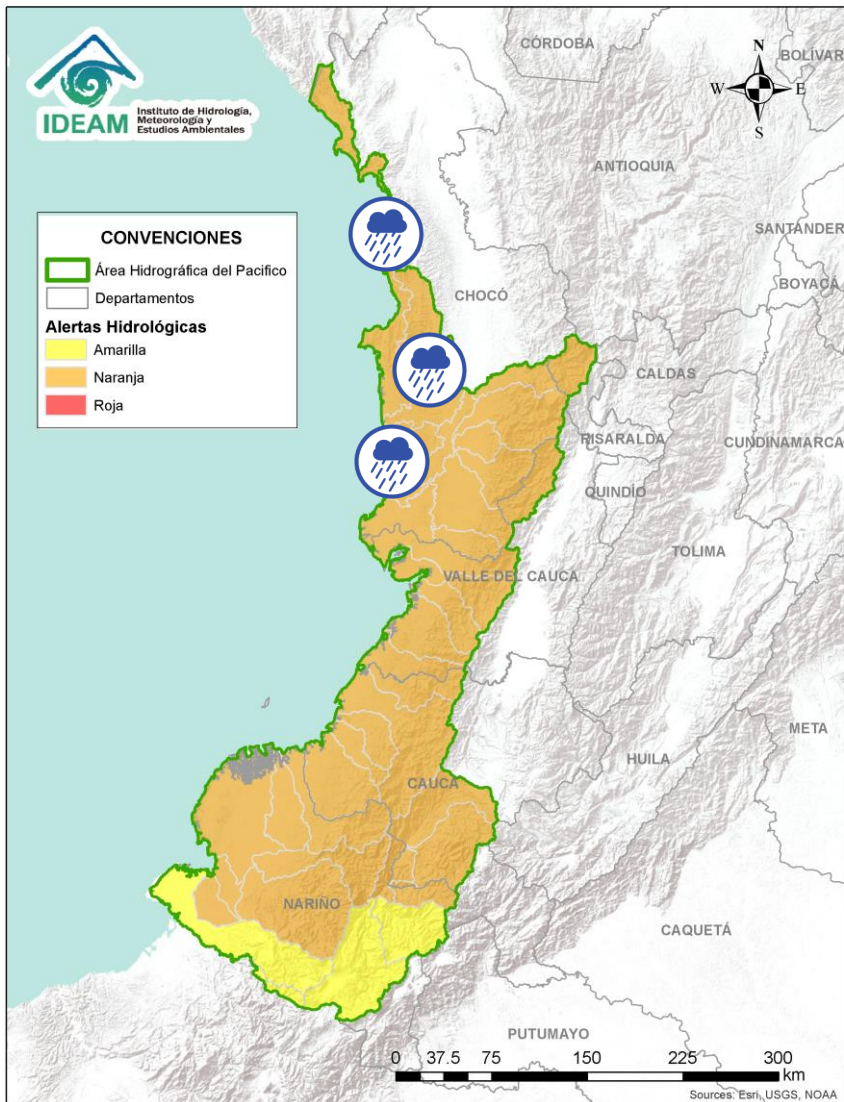 IDEAM
Instituto de Hidrología,
Meteorología y
Estudios Ambientales
CÓRDOBA
BOLÍVAR
N
W
E
S
ANTIOQUIA
SANTANDER
BOYACÁ
CONVENCIONES
Área Hidrográfica del Pacifico
Departamentos
Alertas Hidrológicas
Amarilla
Naranja
Roja
CHOCÓ
CALDAS
RISARALDA
CUNDINAMARCA
QUINDÍO
TOLIMA
VALLE DEL CAUCA
META
HUILA
CAUCA
NARIÑO
CAQUETÁ
PUTUMAYO
0 37.5 75 150 225 300
km
Sources: Esri, USGS, NOAA